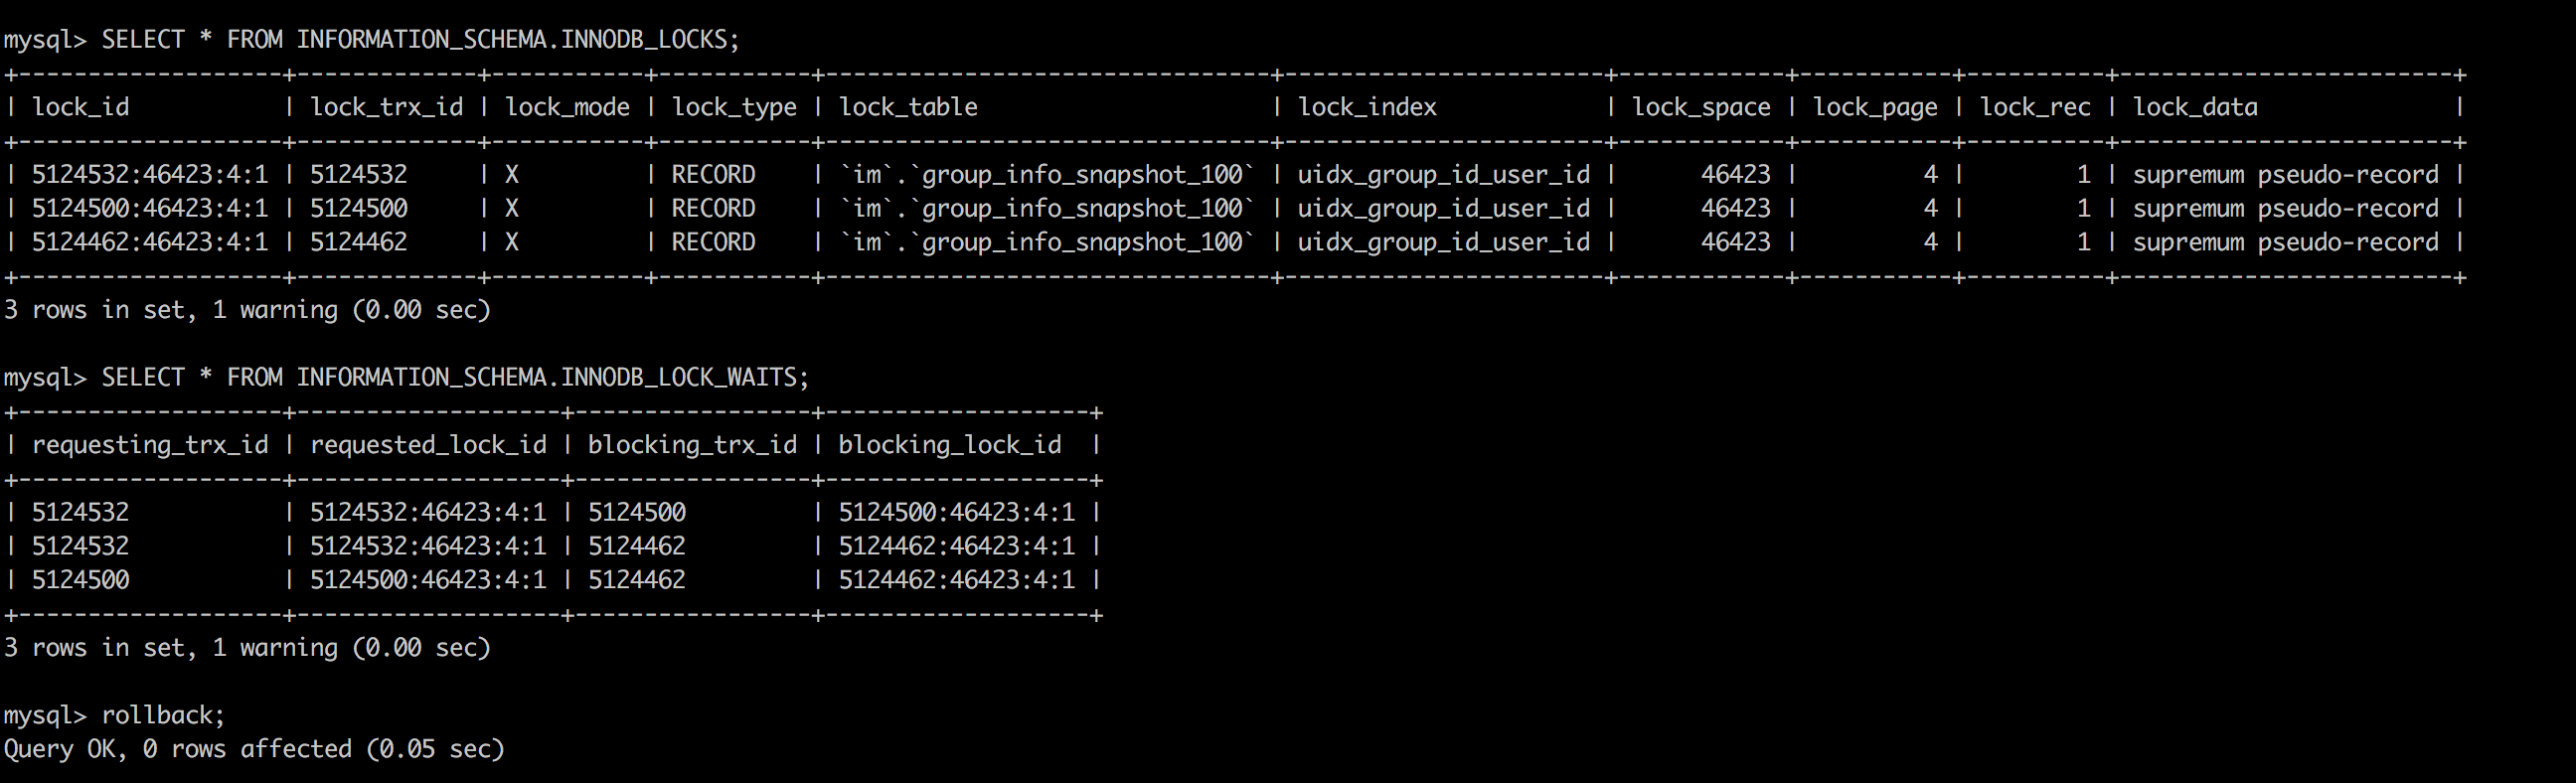 mysql> SELECT * FROM INFORMATION_SCHEMA.INNODB_LOCKS;
+-------------------+-------------+-----------+-----------+--------------------------------+-----------------------+------------+-----------+----------+------------------------+
| lock_id           | lock_trx_id | lock_mode | lock_type | lock_table                     | lock_index            | lock_space | lock_page | lock_rec | lock_data              |
+-------------------+-------------+-----------+-----------+--------------------------------+-----------------------+------------+-----------+----------+------------------------+
| 5124532:46423:4:1 | 5124532     | X         | RECORD    | `im`.`group_info_snapshot_100` | uidx_group_id_user_id |      46423 |         4 |        1 | supremum pseudo-record |
| 5124500:46423:4:1 | 5124500     | X         | RECORD    | `im`.`group_info_snapshot_100` | uidx_group_id_user_id |      46423 |         4 |        1 | supremum pseudo-record |
| 5124462:46423:4:1 | 5124462     | X         | RECORD    | `im`.`group_info_snapshot_100` | uidx_group_id_user_id |      46423 |         4 |        1 | supremum pseudo-record |
+-------------------+-------------+-----------+-----------+--------------------------------+-----------------------+------------+-----------+----------+------------------------+
3 rows in set, 1 warning (0.00 sec)
mysql> SELECT * FROM INFORMATION_SCHEMA.INNODB_LOCK_WAITS;
+-------------------+-------------------+-----------------+-------------------+
| requesting_trx_id | requested_lock_id | blocking_trx_id | blocking_lock_id  |
+-------------------+-------------------+-----------------+-------------------+
| 5124532           | 5124532:46423:4:1 | 5124500         | 5124500:46423:4:1 |
| 5124532           | 5124532:46423:4:1 | 5124462         | 5124462:46423:4:1 |
| 5124500           | 5124500:46423:4:1 | 5124462         | 5124462:46423:4:1 |
+-------------------+-------------------+-----------------+-------------------+
3 rows in set, 1 warning (0.00 sec)
mysql> rollback;
Query OK, 0 rows affected (0.05 sec)